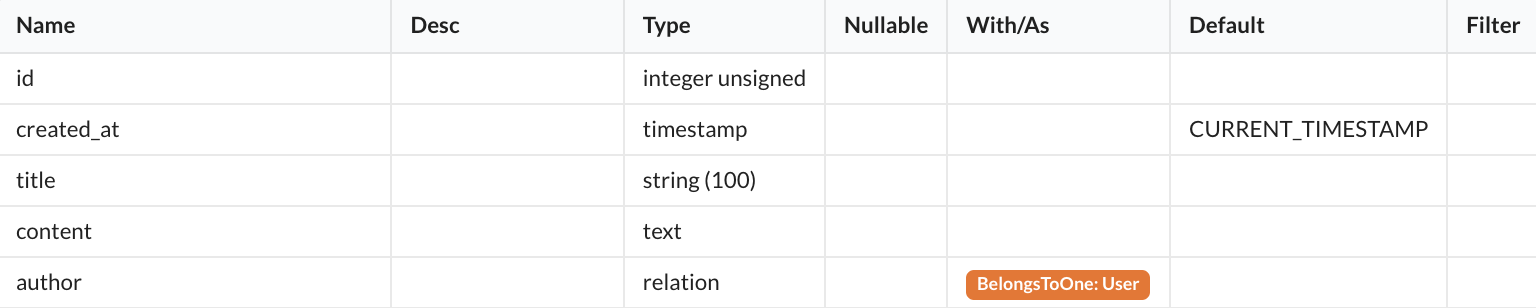 Name Desc Type Nullable With/As Default Filter
id integer unsigned
created_at timestamp CURRENT_TIMESTAMP
title string (100)
content text
author relation BelongsToOne: User